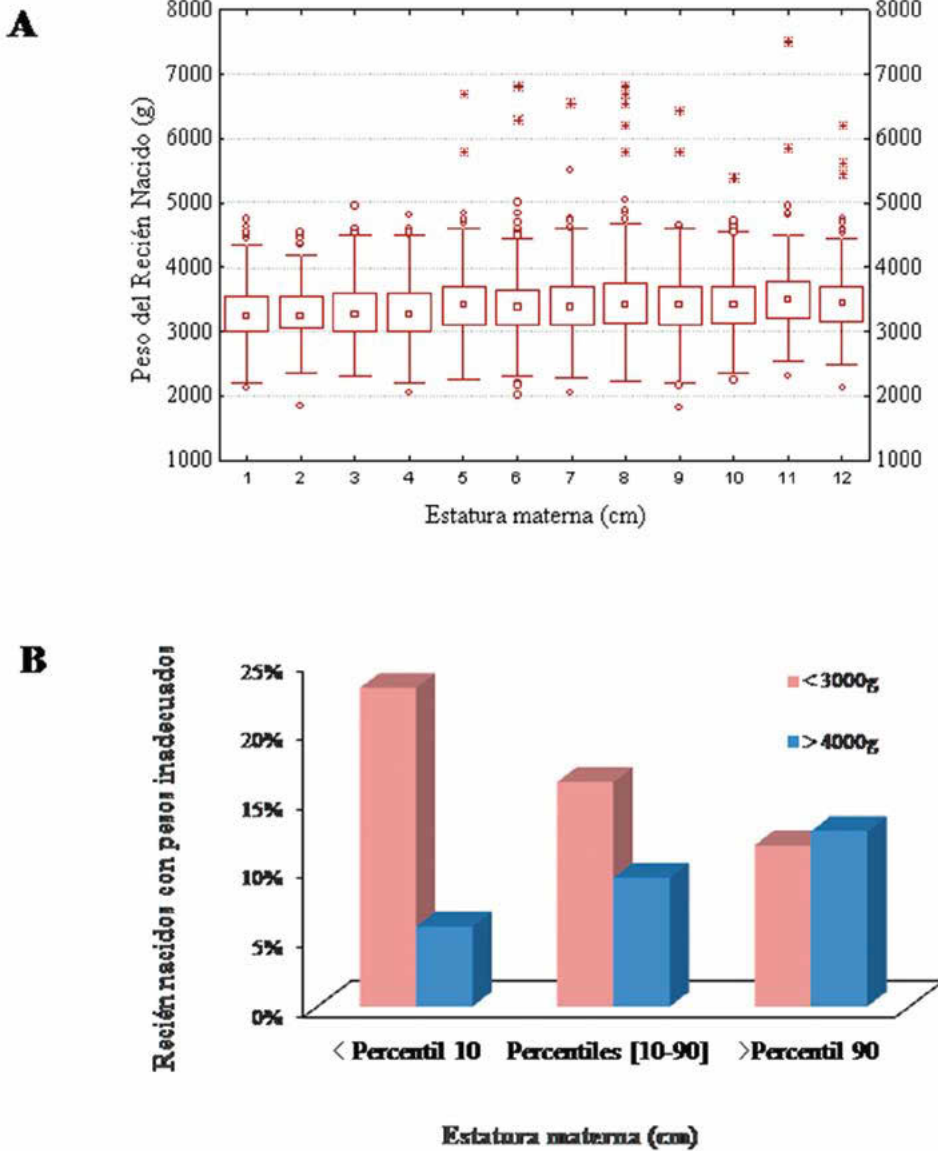 A
8000
8000
7000
7000
6000
6000
5000
5000
4000
4000
3000
3000
2000
2000
1000
1000
Peso del Recién Nacido (g)
1 2 3 4 5 6 7 8 9 10 11 12
Estatura materna (cm)
B
Recién nacidos con pesos inadecuados
25%
20%
15%
10%
5%
0%
<3000g
>4000g
< Percentil 10 Percentiles [10-90] >Percentil 90
Estatura materna (cm)